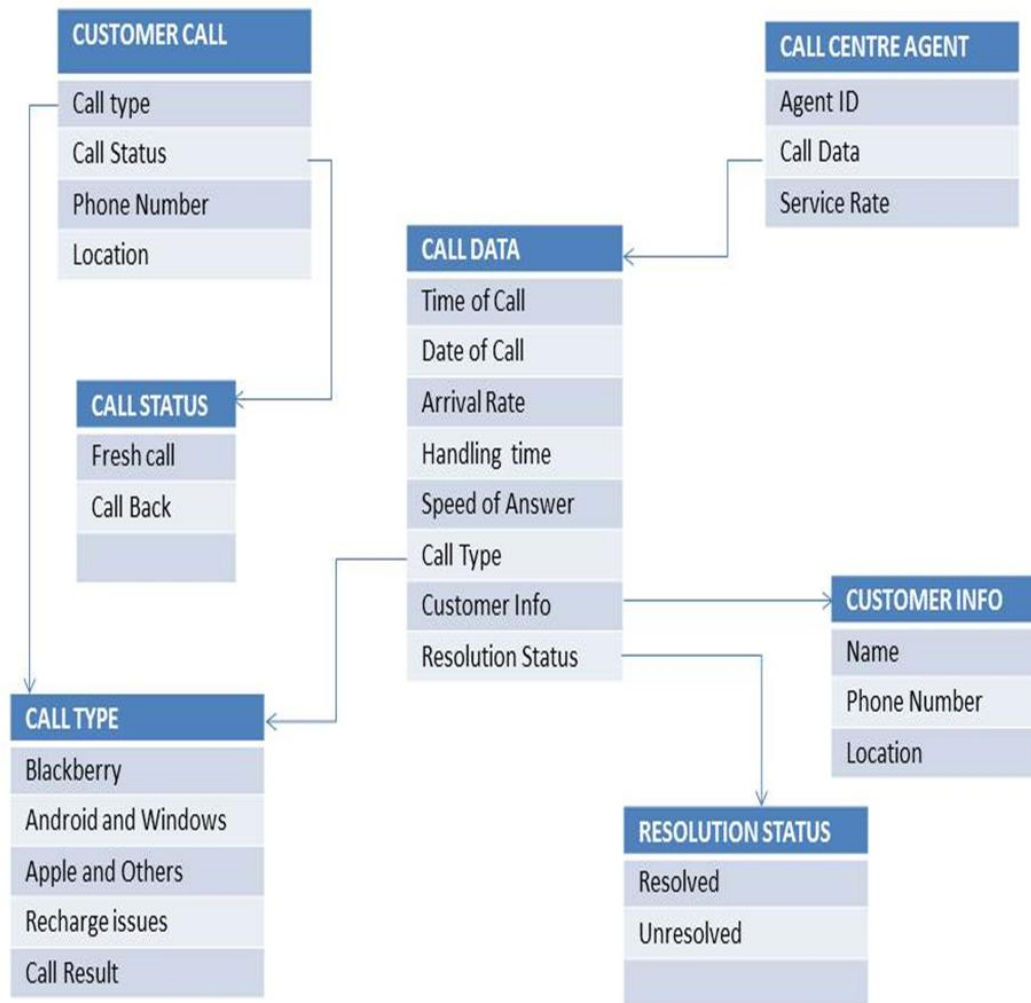 CUSTOMER CALL
Call type
Call Status
Phone Number
Location
CALL CENTRE AGENT
Agent ID
Call Data
Service Rate
CALL DATA
Time of Call
Date of Call
Arrival Rate
Handling time
Speed of Answer
Call Type
Customer Info
Resolution Status
CALL STATUS
Fresh call
Call Back
CUSTOMER INFO
Name
Phone Number
Location
CALL TYPE
Blackberry
Android and Windows
Apple and Others
Recharge issues
Call Result
RESOLUTION STATUS
Resolved
Unresolved